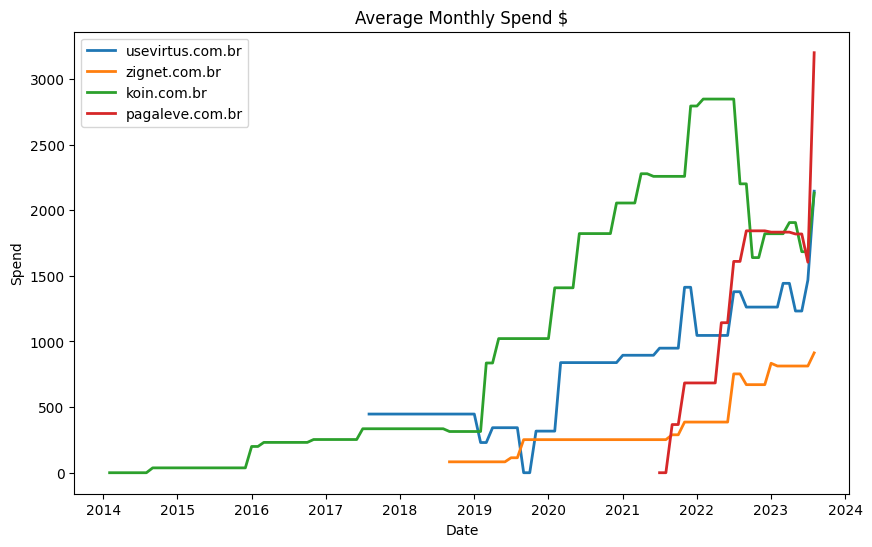 Average Monthly Spend $
usevirtus.com.br
zignet.com.br
koin.com.br
pagaleve.com.br
3000
2500
2000
1500
1000
500
0
Spend
2014 2015 2016 2017 2018 2019 2020 2021 2022 2023 2024
Date